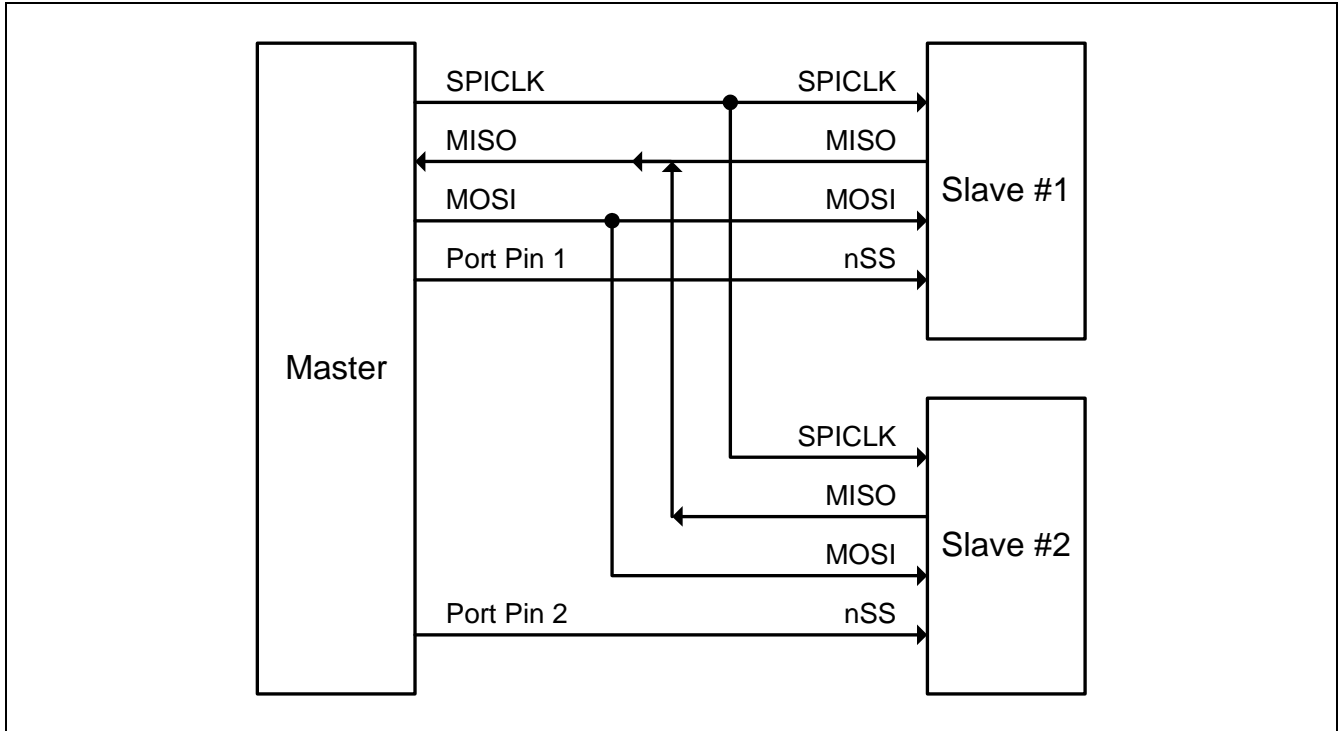 SPICLK SPICLK
MISO MISO
MOSI MOSI
Slave #1
Port Pin 1 nSS
Master
SPICLK
MISO
MOSI
Slave #2
Port Pin 2 nSS